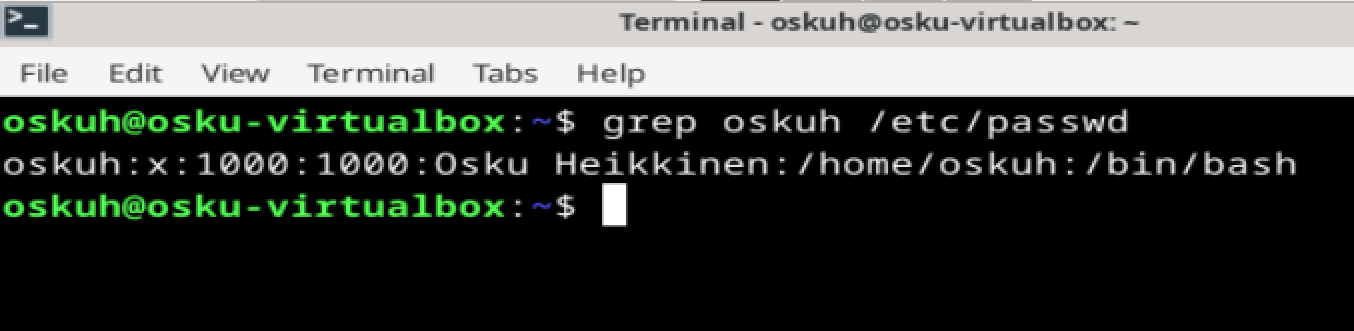 Terminal - oskuh@osku-virtualbox: ~
File Edit View Terminal Tabs Help
oskuh@osku-virtualbox:~$ grep oskuh /etc/passwd
oskuh:x:1000:1000:Osku Heikkinen:/home/oskuh:/bin/bash
oskuh@osku-virtualbox:~$